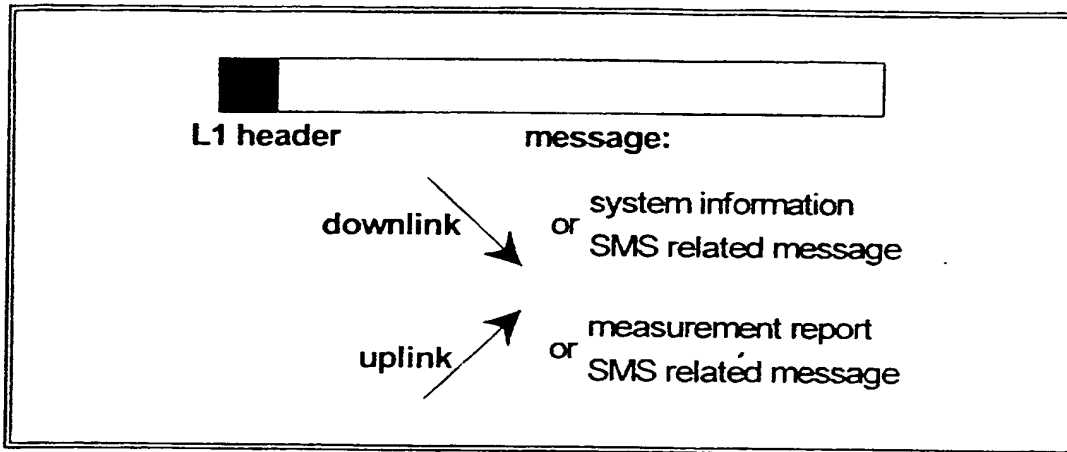 L1 header message:
downlink or system information
SMS related message
uplink or measurement report
SMS related message